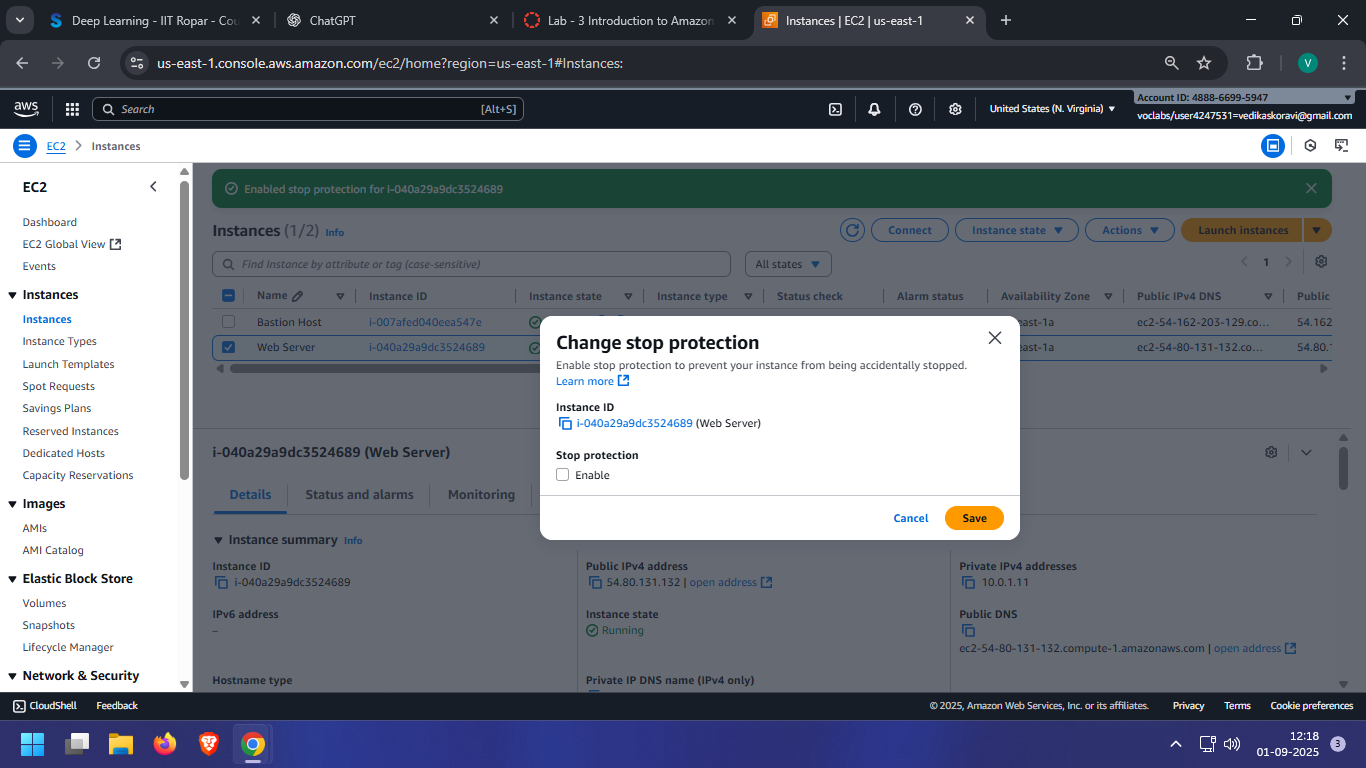 Deep Learning - IIT Ropar - Cou
ChatGPT
Lab - 3 Introduction to Amazon
Instances | EC2 | us-east-1
us-east-1.console.aws.amazon.com/ec2/home?region=us-east-1#Instances:
V
aws
Search
[Alt+S]
United States (N. Virginia)
Account ID: 4888-6699-5947
voclabs/user4247531=vedikaskoravi@gmail.com
EC2
Instances
EC2
Dashboard
EC2 Global View
Events
Instances
Instances
Instance Types
Launch Templates
Spot Requests
Savings Plans
Reserved Instances
Dedicated Hosts
Capacity Reservations
Images
AMIs
AMI Catalog
Elastic Block Store
Volumes
Snapshots
Lifecycle Manager
Network & Security
Enabled stop protection for i-040a29a9dc3524689
Instances (1/2) Info
Connect
Instance state
Actions
Launch instances
Find Instance by attribute or tag (case-sensitive)
All states
1
Name Instance ID Instance state Instance type Status check Alarm status Availability Zone Public IPv4 DNS Public
Bastion Host i-007afed040eea547e east-1a ec2-54-162-203-129.co... 54.162
Web Server i-040a29a9dc3524689 east-1a ec2-54-80-131-132.co... 54.80.1
Change stop protection
Enable stop protection to prevent your instance from being accidentally stopped.
Learn more
Instance ID
i-040a29a9dc3524689 (Web Server)
Stop protection
Enable
Cancel
Save
i-040a29a9dc3524689 (Web Server)
Details
Status and alarms
Monitoring
Instance summary Info
Instance ID
i-040a29a9dc3524689
Public IPv4 address
54.80.131.132 | open address
Private IPv4 addresses
10.0.1.11
IPv6 address
–
Instance state
Running
Public DNS
ec2-54-80-131-132.compute-1.amazonaws.com | open address
Hostname type
Private IP DNS name (IPv4 only)
CloudShell
Feedback
© 2025, Amazon Web Services, Inc. or its affiliates.
Privacy
Terms
Cookie preferences
12:18
01-09-2025
3